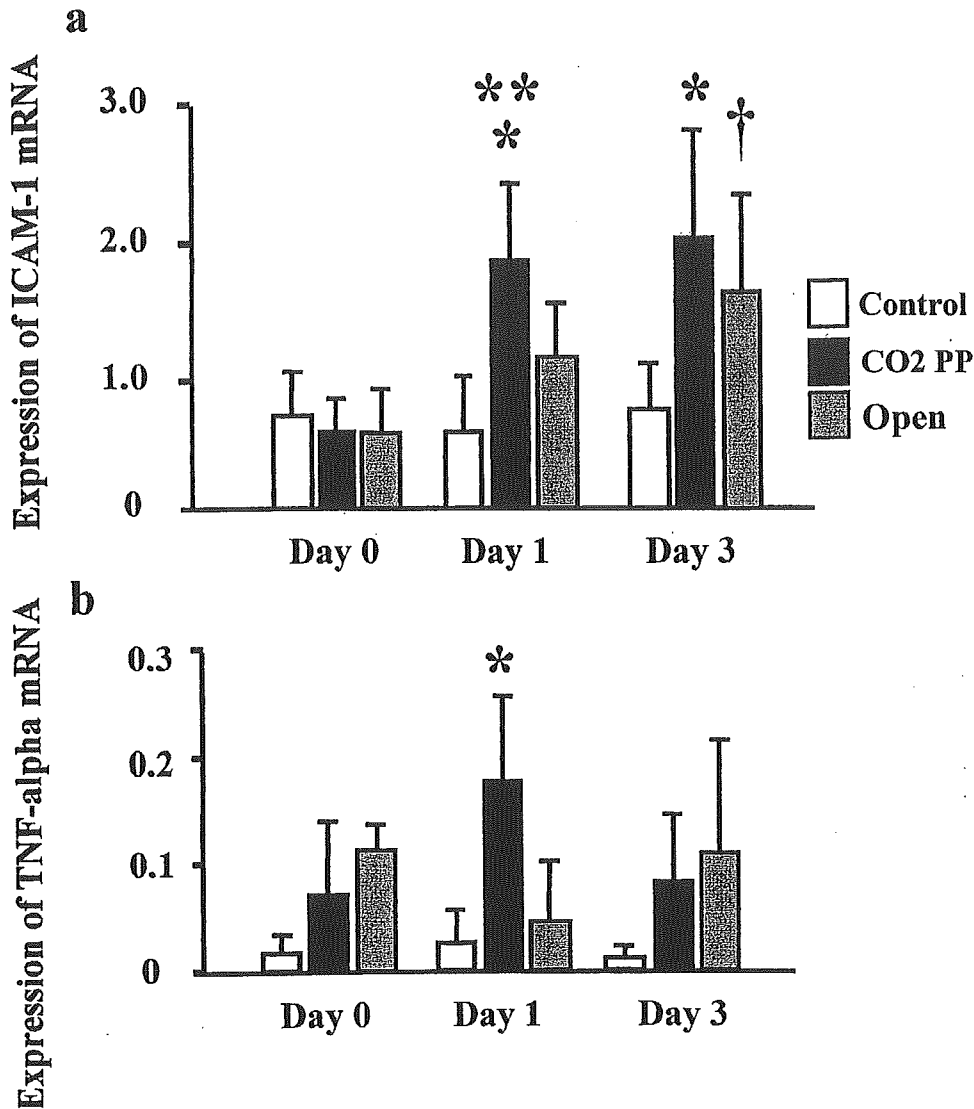 a
Expression of ICAM-1 mRNA
3.0
2.0
1.0
0
**
*
*
†
Day 0 Day 1 Day 3
Control
CO2 PP
Open
b
Expression of TNF-alpha mRNA
0.3
0.2
0.1
0
*
Day 0 Day 1 Day 3